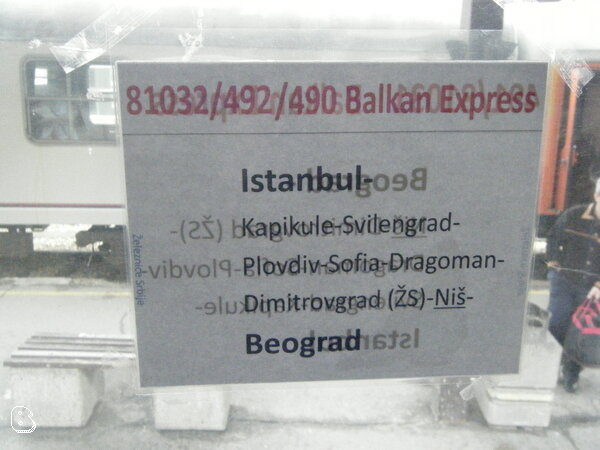 81032/492/490 Balkan Express
Istanbul-
Kapikule-Svilengrad-
Plovdiv-Sofia-Dragoman-
Dimitrovgrad (ŽS)-Niš-
Beograd
Železnice Srbije